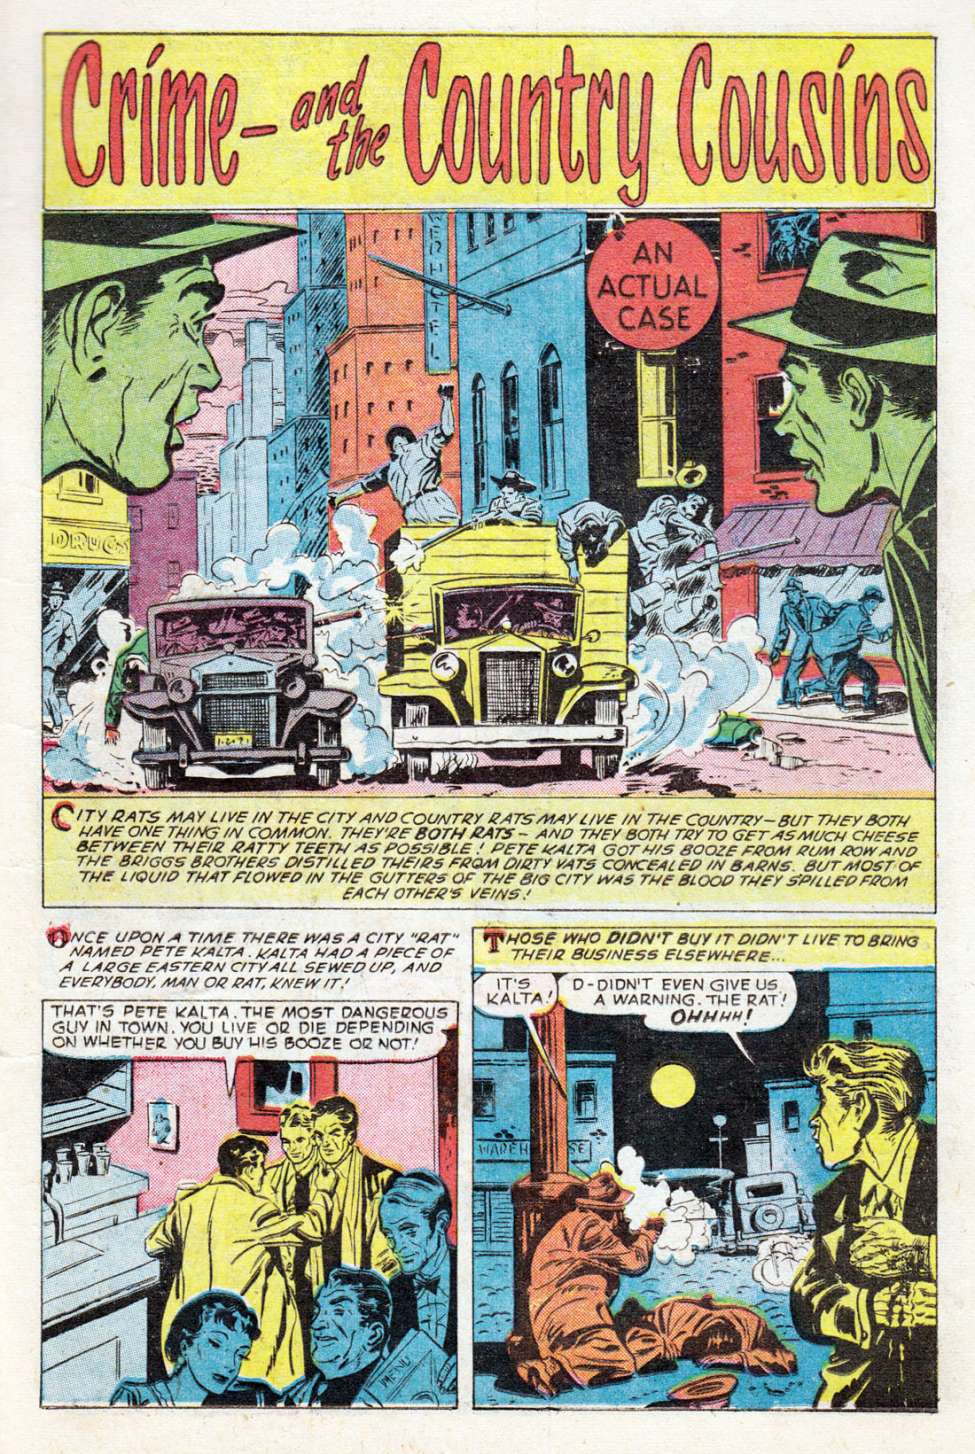 Crime— and the Country Cousins
AN
ACTUAL
CASE
DRUGS
1-2691
CITY RATS MAY LIVE IN THE CITY AND COUNTRY RATS MAY LIVE IN THE COUNTRY—BUT THEY BOTH
HAVE ONE THING IN COMMON. THEY'RE BOTH RATS— AND THEY BOTH TRY TO GET AS MUCH CHEESE
BETWEEN THEIR RATTY TEETH AS POSSIBLE! PETE KALTA GOT HIS BOOZE FROM RUM ROW AND
THE BRIGGS BROTHERS DISTILLED THEIRS FROM DIRTY VATS CONCEALED IN BARNS. BUT MOST OF
THE LIQUID THAT FLOWED IN THE GUTTERS OF THE BIG CITY WAS THE BLOOD THEY SPILLED FROM
EACH OTHER'S VEINS!
ONCE UPON A TIME THERE WAS A CITY "RAT"
NAMED PETE KALTA. KALTA HAD A PIECE OF
A LARGE EASTERN CITY ALL SEWED UP, AND
EVERYBODY, MAN OR RAT, KNEW IT!
THAT'S PETE KALTA. THE MOST DANGEROUS
GUY IN TOWN. YOU LIVE OR DIE DEPENDING
ON WHETHER YOU BUY HIS BOOZE OR NOT!
MENU
THOSE WHO DIDN'T BUY IT DIDN'T LIVE TO BRING
THEIR BUSINESS ELSEWHERE...
IT'S
KALTA!
D-DIDN'T EVEN GIVE US
A WARNING. THE RAT!
OHHHH!